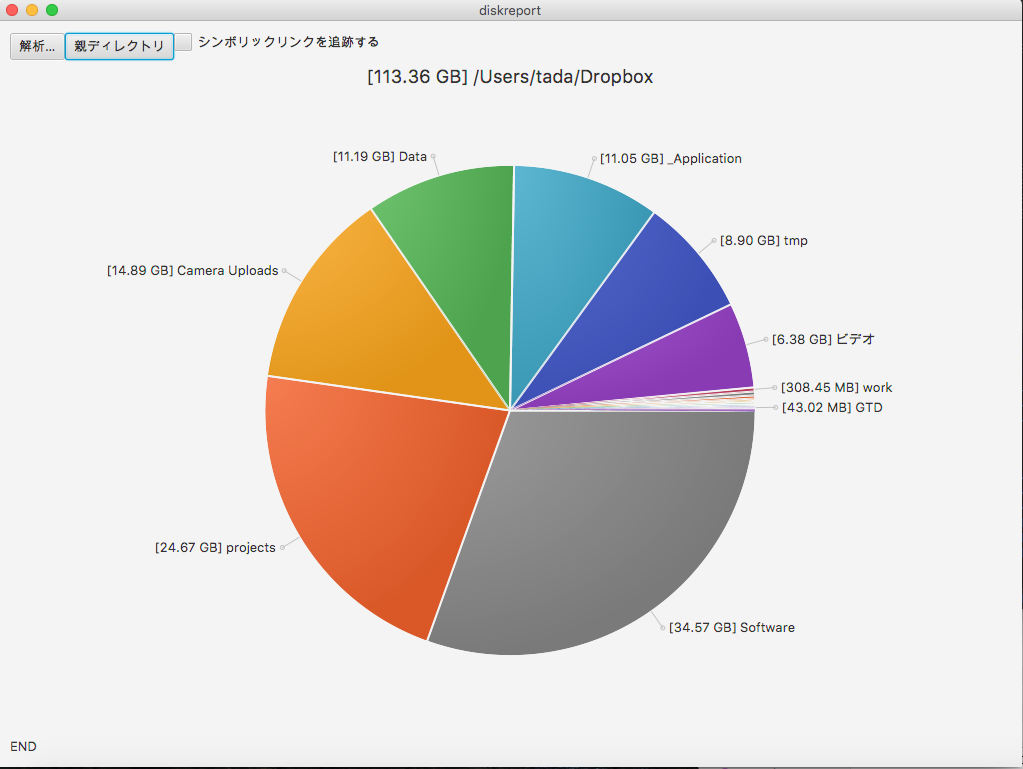 diskreport
解析... 親ディレクトリ シンボリックリンクを追跡する
[113.36 GB] /Users/tada/Dropbox
[11.19 GB] Data
[11.05 GB] _Application
[8.90 GB] tmp
[14.89 GB] Camera Uploads
[6.38 GB] ビデオ
[308.45 MB] work
[43.02 MB] GTD
[24.67 GB] projects
[34.57 GB] Software
END